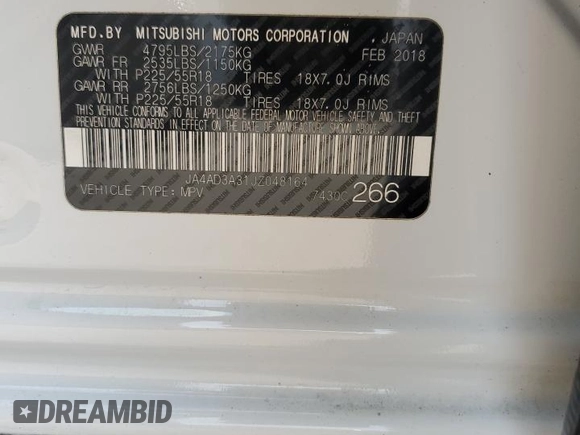 MFD.BY MITSUBISHI MOTORS CORPORATION , JAPAN
GVWR 4795LBS/2175KG FEB 2018
GAWR FR 2535LBS/1150KG
WITH P225/55R18 TIRES 18X7.0J RIMS
GAWR RR 2756LBS/1250KG
WITH P225/55R18 TIRES 18X7.0J RIMS
THIS VEHICLE CONFORMS TO ALL APPLICABLE FEDERAL MOTOR VEHICLE SAFETY AND THEFT
PREVENTION STANDARDS IN EFFECT ON THE DATE OF MANUFACTURE SHOWN ABOVE.
JA4AD3A31JZ048164
VEHICLE TYPE: MPV 7430C 266
DREAMBID